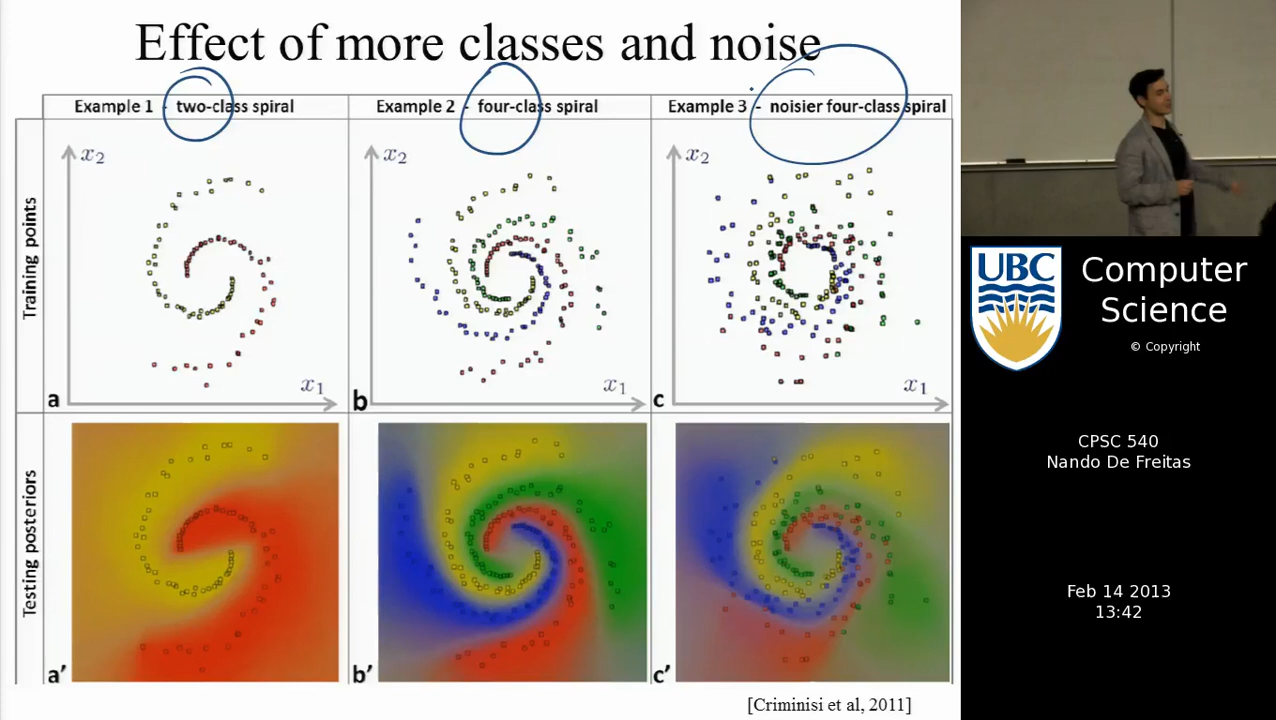 Effect of more classes and noise
Example 1 - two-class spiral
Example 2 - four-class spiral
Example 3 - noisier four-class spiral
Training points
x2
x1
a
x2
x1
b
x2
x1
c
Testing posteriors
a'
b'
c'
[Criminisi et al, 2011]
UBC
Computer
Science
© Copyright
CPSC 540
Nando De Freitas
Feb 14 2013
13:42